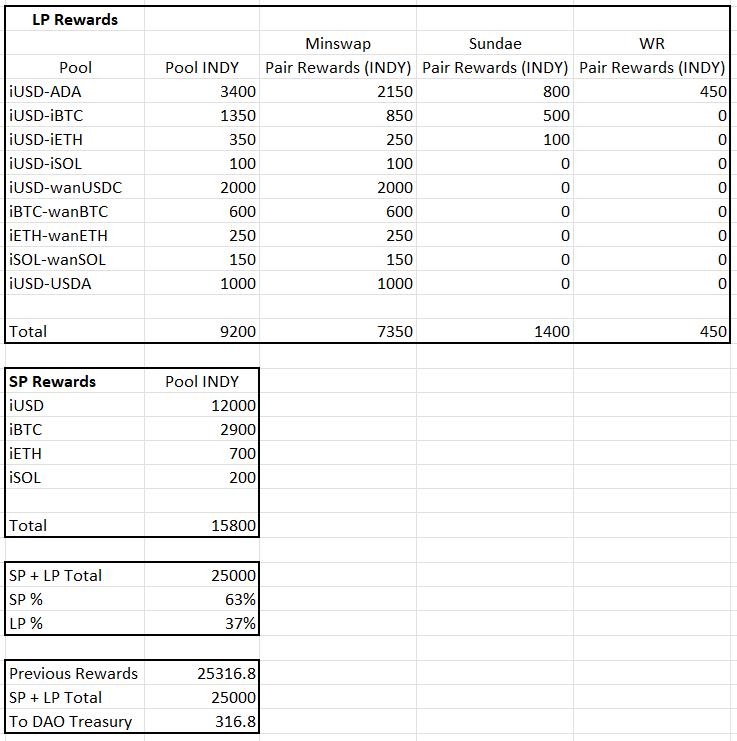 LP Rewards
Minswap Sundae WR
Pool Pool INDY Pair Rewards (INDY) Pair Rewards (INDY) Pair Rewards (INDY)
iUSD-ADA 3400 2150 800 450
iUSD-iBTC 1350 850 500 0
iUSD-iETH 350 250 100 0
iUSD-iSOL 100 100 0 0
iUSD-wanUSDC 2000 2000 0 0
iBTC-wanBTC 600 600 0 0
iETH-wanETH 250 250 0 0
iSOL-wanSOL 150 150 0 0
iUSD-USDA 1000 1000 0 0
Total 9200 7350 1400 450
SP Rewards Pool INDY
iUSD 12000
iBTC 2900
iETH 700
iSOL 200
Total 15800
SP + LP Total 25000
SP % 63%
LP % 37%
Previous Rewards 25316.8
SP + LP Total 25000
To DAO Treasury 316.8